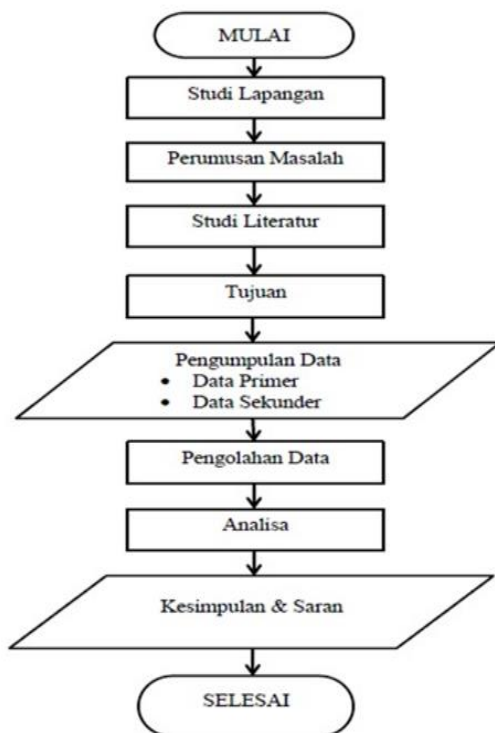 MULAI
Studi Lapangan
Perumusan Masalah
Studi Literatur
Tujuan
Pengumpulan Data
• Data Primer
• Data Sekunder
Pengolahan Data
Analisa
Kesimpulan & Saran
SELESAI